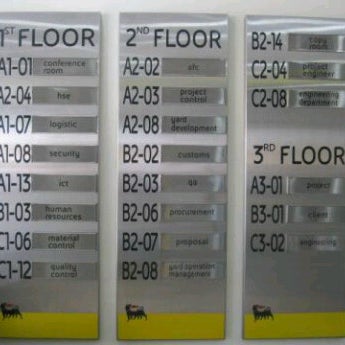 1ST FLOOR
A1-01 conference room
A2-04 hse
A1-07 logistic
A1-08 security
A1-13 ict
B1-03 human resources
C1-06 material control
C1-12 quality control
2ND FLOOR
A2-02 afc
A2-03 project control
A2-08 yard development
B2-02 customs
B2-03 qa
B2-06 procurement
B2-07 proposal
B2-08 yard operation management
B2-14 copy room
C2-04 project engineer
C2-08 engineering department
3RD FLOOR
A3-01 project
B3-01 client
C3-02 engineering